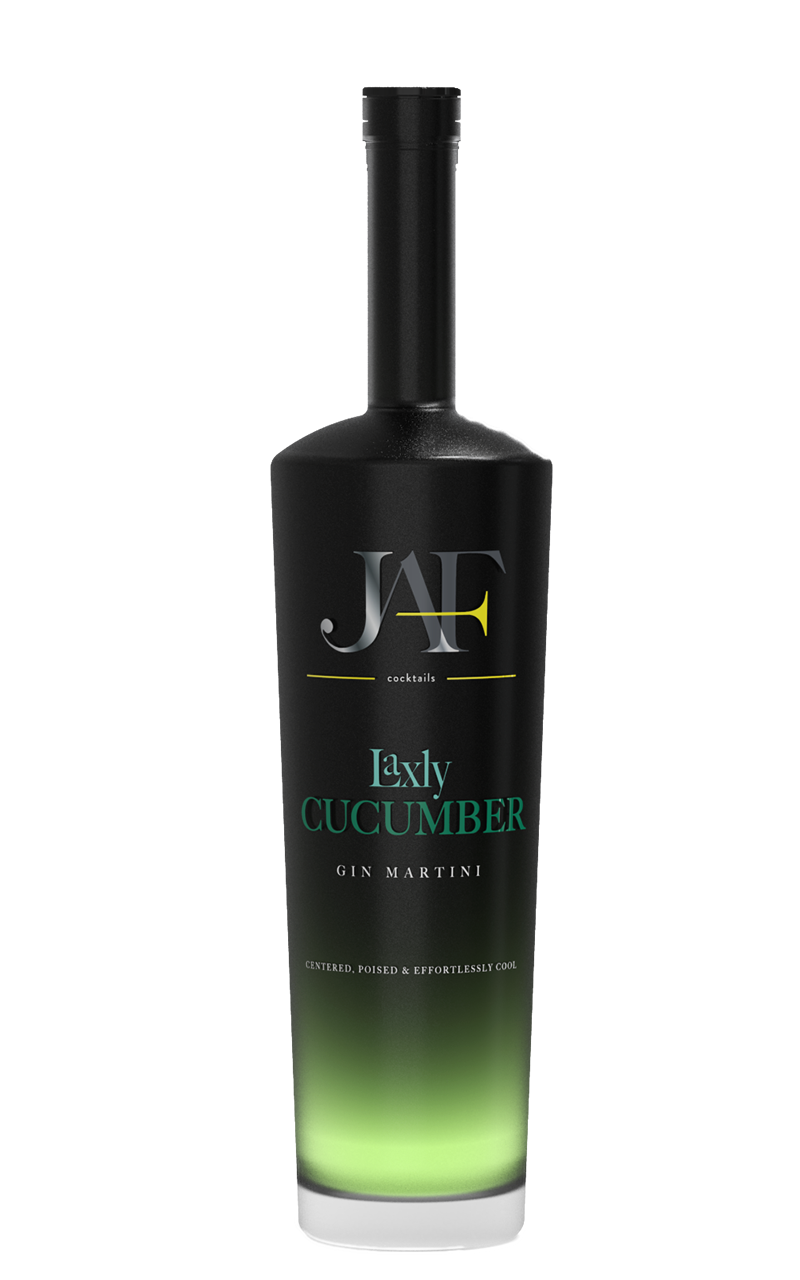 JAF
cocktails
Laxly
CUCUMBER
GIN MARTINI
CENTERED, POISED & EFFORTLESSLY COOL